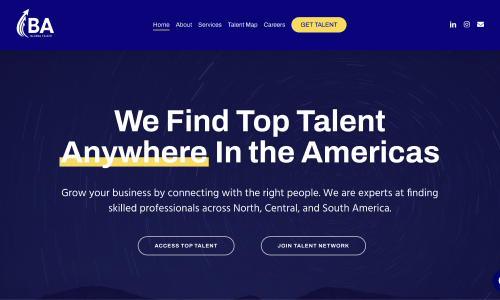 BA
Home About Services Talent Map Careers GET TALENT
We Find Top Talent
Anywhere In the Americas
Grow your business by connecting with the right people. We are experts at finding
skilled professionals across North, Central, and South America.
ACCESS TOP TALENT JOIN TALENT NETWORK